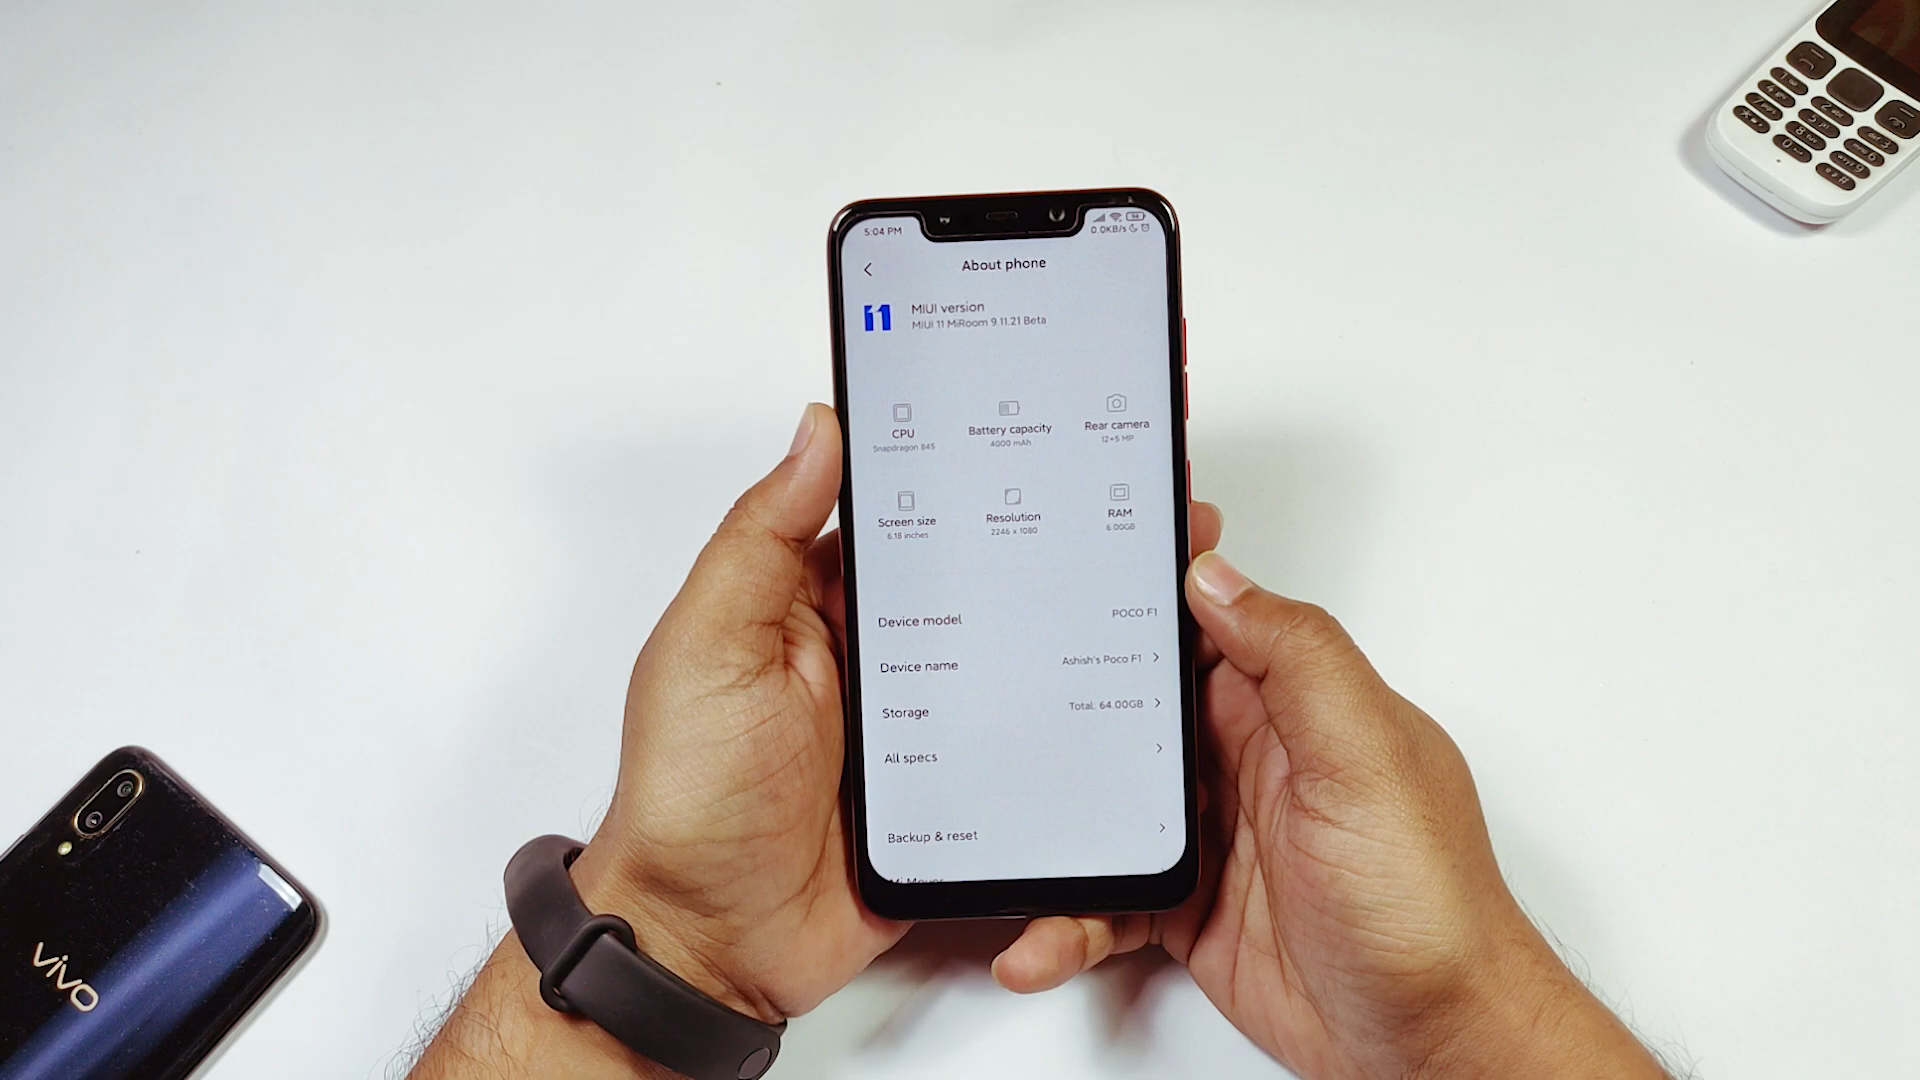 5:04 PM
0.0KB/s
About phone
11
MIUI version
MIUI 11 MiRoom 9.11.21 Beta
CPU
Snapdragon 845
Battery capacity
4000 mAh
Rear camera
12+5 MP
Screen size
6.18 inches
Resolution
2246 x 1080
RAM
6.00GB
Device model
POCO F1
Device name
Ashish's Poco F1
Storage
Total: 64.00GB
All specs
Backup & reset
Mi Mover
vivo